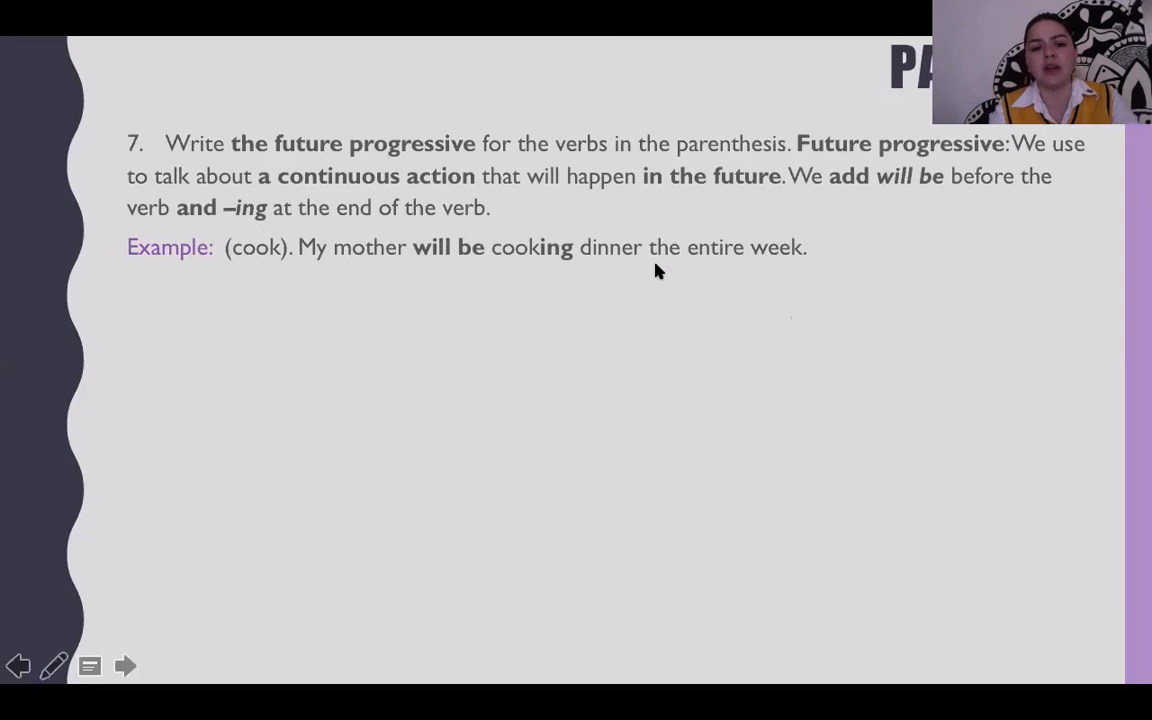 PA
7. Write the future progressive for the verbs in the parenthesis. Future progressive: We use
to talk about a continuous action that will happen in the future. We add will be before the
verb and –ing at the end of the verb.
Example: (cook). My mother will be cooking dinner the entire week.